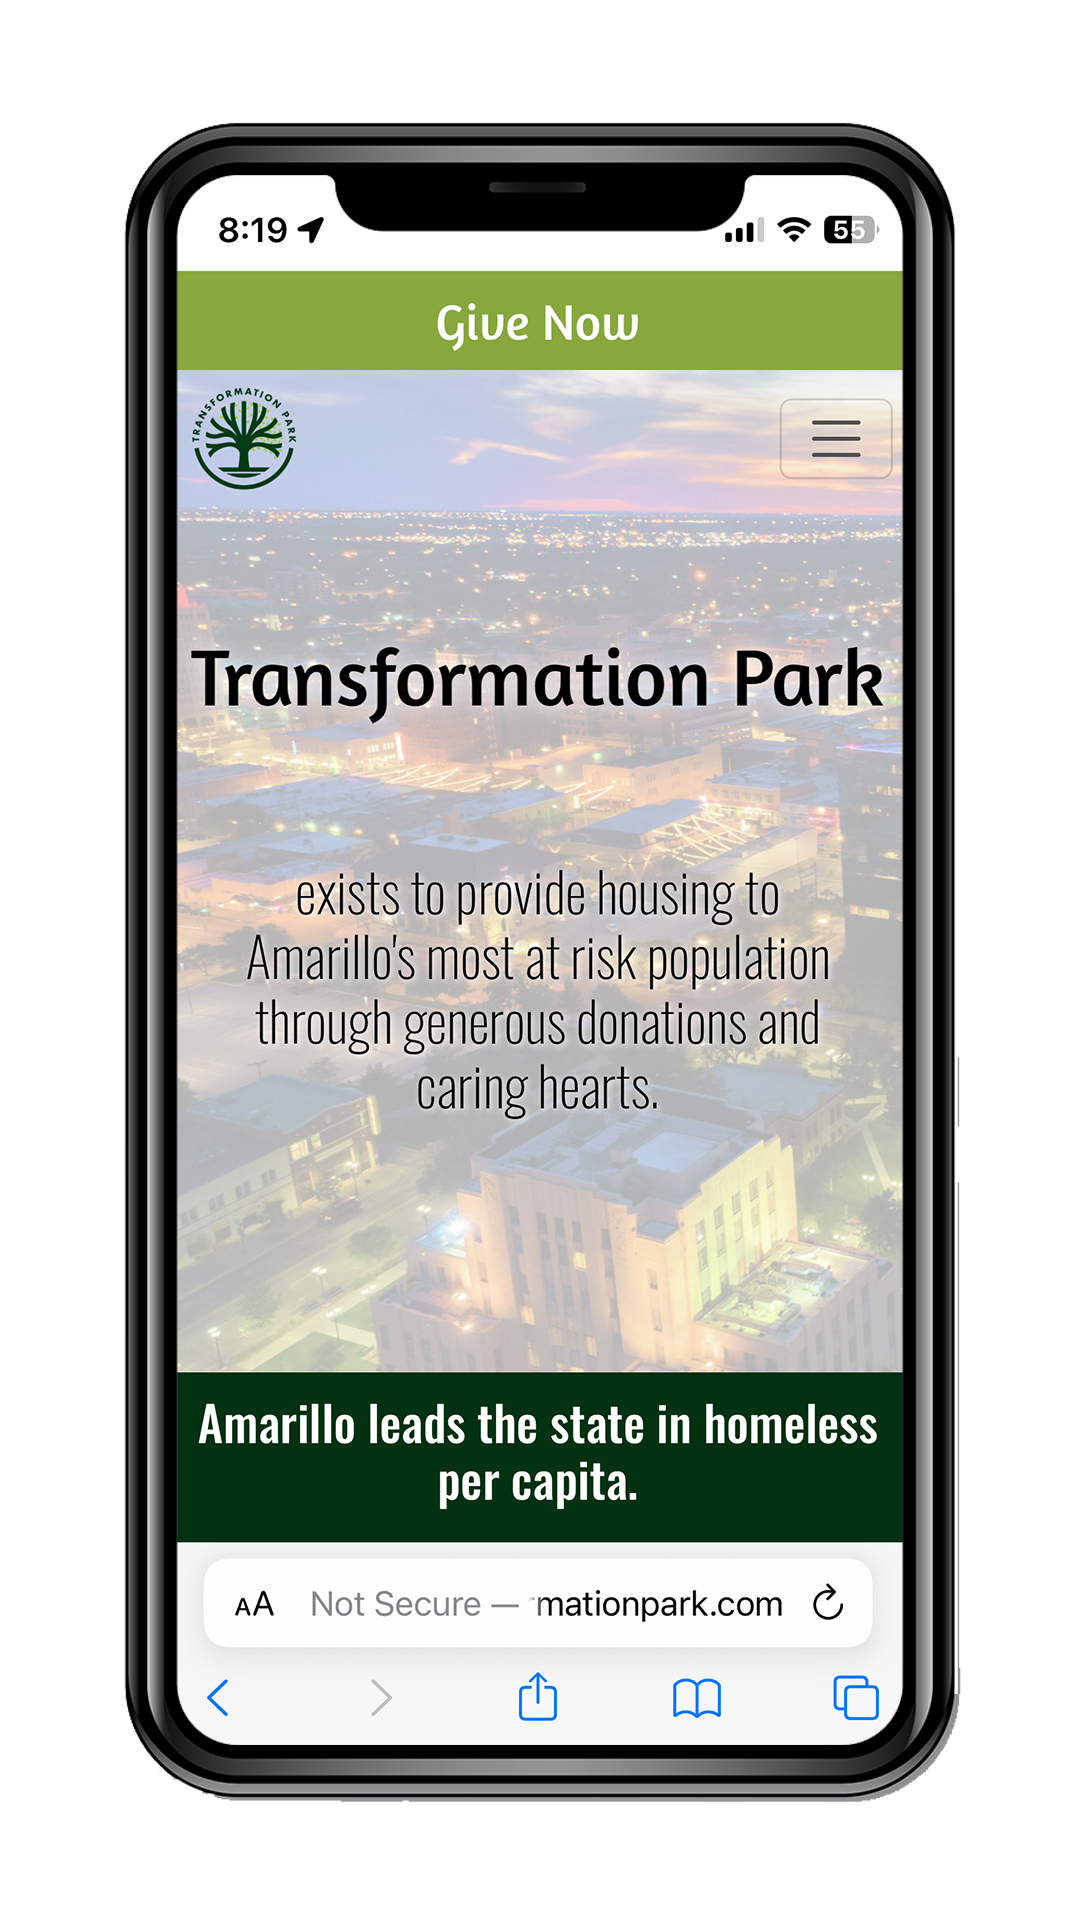 8:19
55
Give Now
TRANSFORMATION PARK
Transformation Park
exists to provide housing to
Amarillo's most at risk population
through generous donations and
caring hearts.
Amarillo leads the state in homeless
per capita.
AA Not Secure — mationpark.com